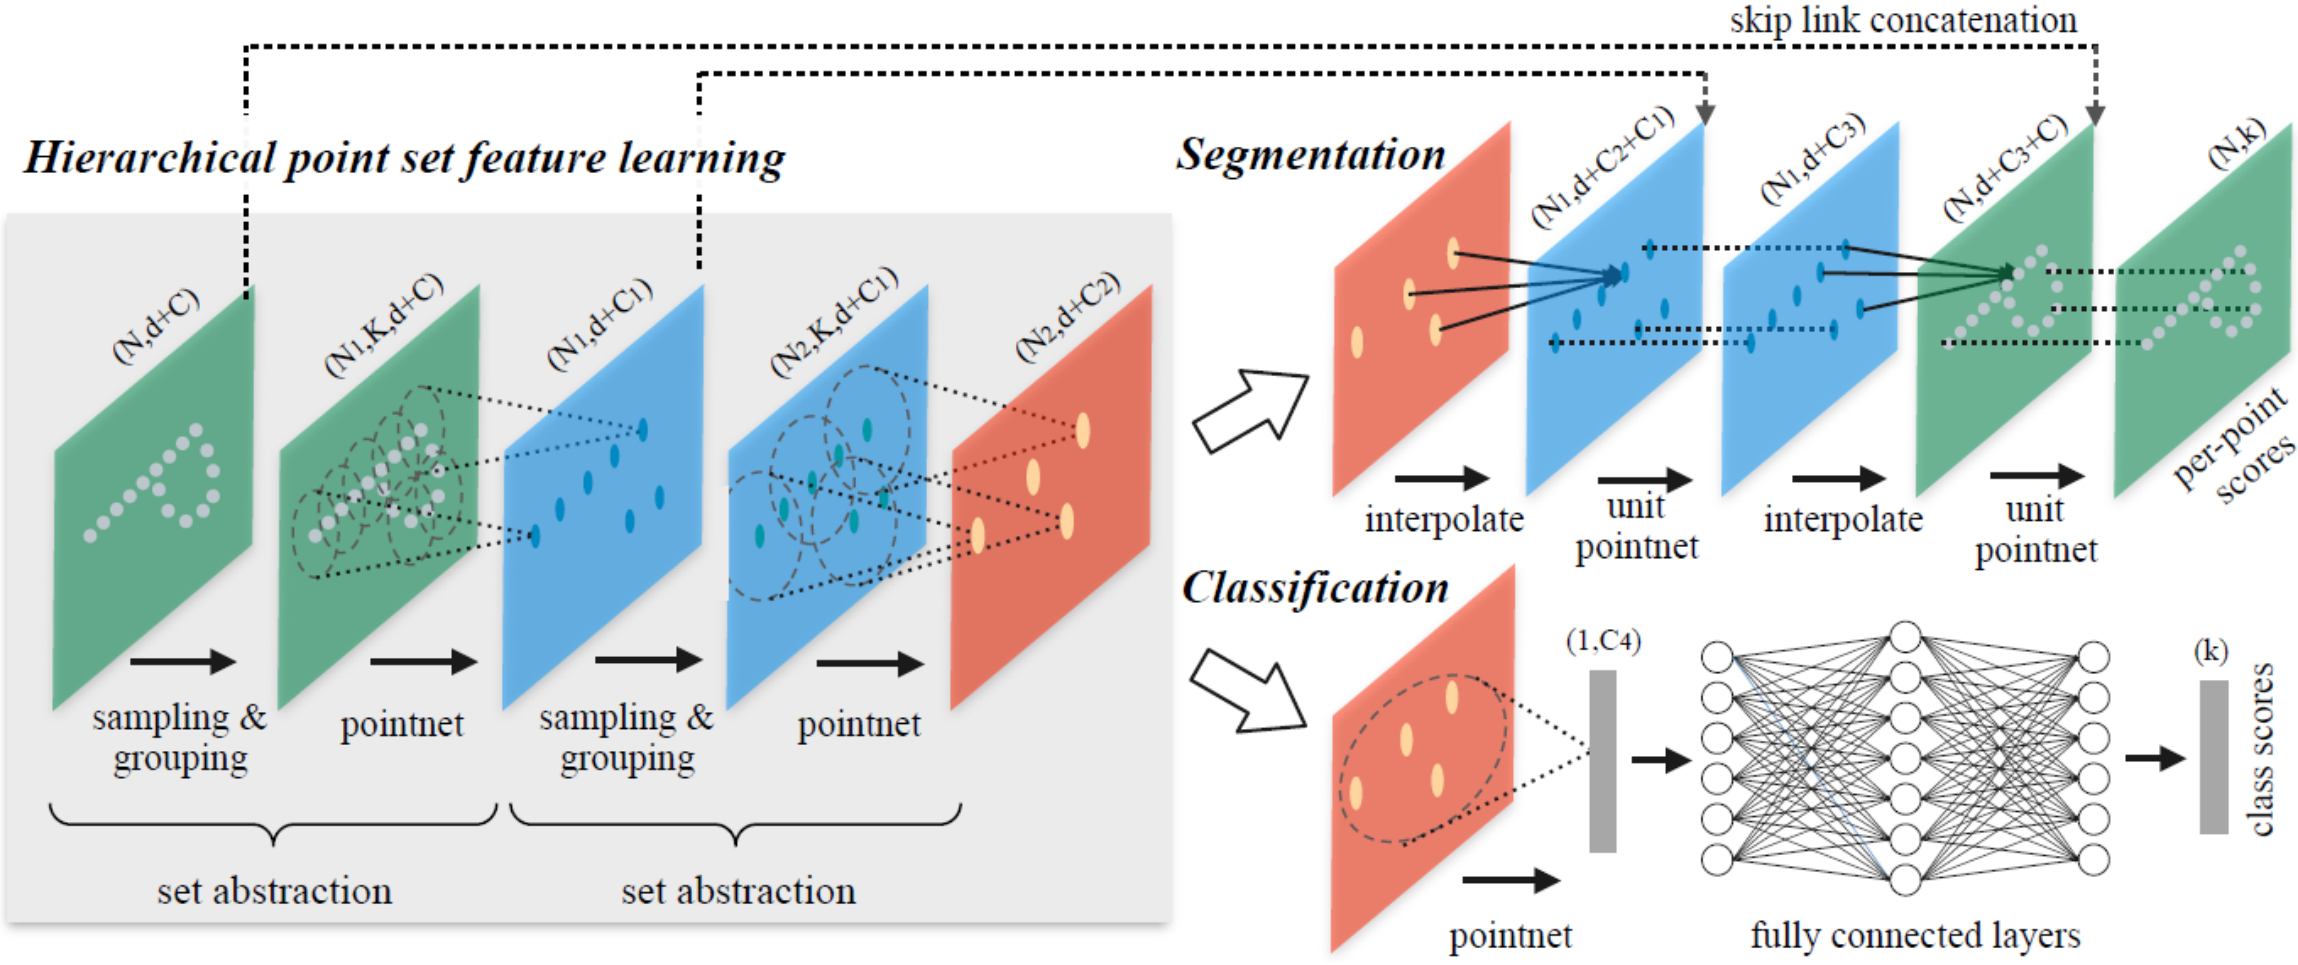 skip link concatenation
Hierarchical point set feature learning
(N,d+C)
(N1,K,d+C)
(N1,d+C1)
(N2,K,d+C1)
(N2,d+C2)
sampling &
grouping
pointnet
sampling &
grouping
pointnet
set abstraction
set abstraction
Segmentation
(N1,d+C2+C1)
(N1,d+C3)
(N,d+C3+C)
(N,k)
interpolate
unit
pointnet
interpolate
unit
pointnet
per-point
scores
Classification
(1,C4)
(k)
class scores
pointnet
fully connected layers